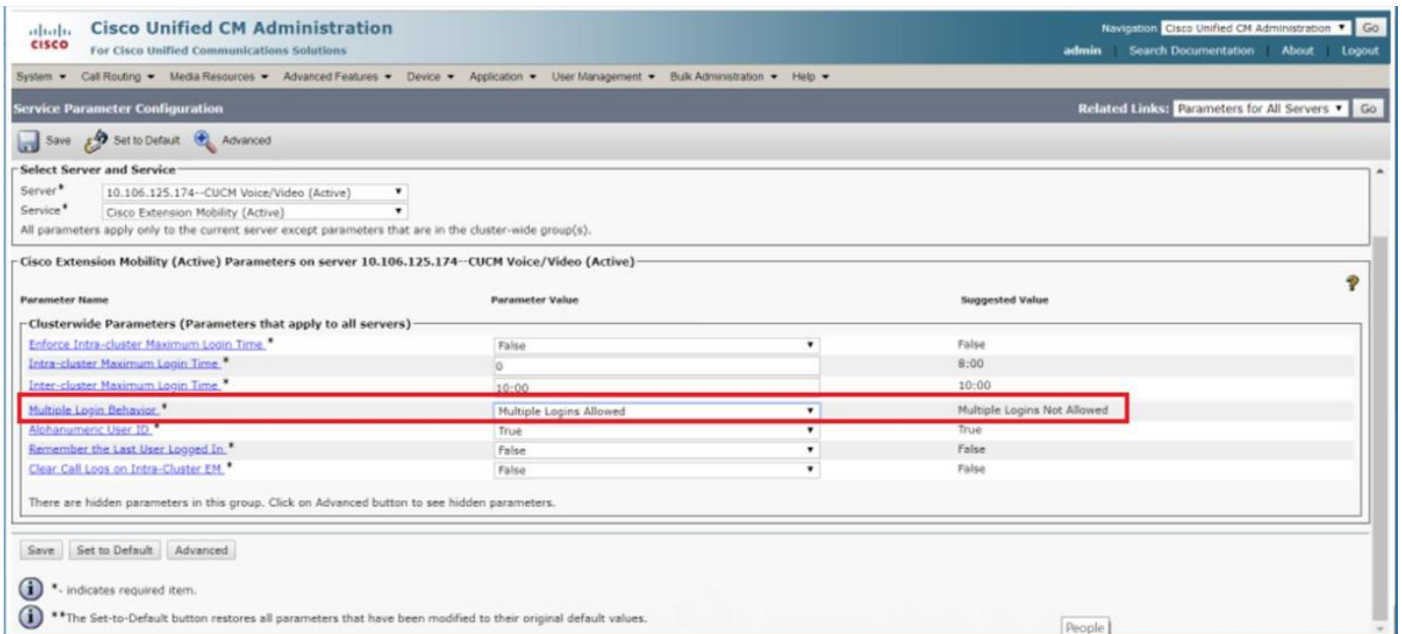 Cisco Unified CM Administration
CISCO
For Cisco Unified Communications Solutions
Navigation Cisco Unified CM Administration Go
admin | Search Documentation | About | Logout
System Call Routing Media Resources Advanced Features Device Application User Management Bulk Administration Help
Service Parameter Configuration
Related Links: Parameters for All Servers Go
Save Set to Default Advanced
Select Server and Service
Server* 10.106.125.174--CUCM Voice/Video (Active)
Service* Cisco Extension Mobility (Active)
All parameters apply only to the current server except parameters that are in the cluster-wide group(s).
Cisco Extension Mobility (Active) Parameters on server 10.106.125.174--CUCM Voice/Video (Active)
?
Parameter Name Parameter Value Suggested Value
Clusterwide Parameters (Parameters that apply to all servers)
Enforce Intra-cluster Maximum Login Time * False False
Intra-cluster Maximum Login Time * 0 8:00
Inter-cluster Maximum Login Time * 10:00 10:00
Multiple Login Behavior * Multiple Logins Allowed Multiple Logins Not Allowed
Alphanumeric User ID * True True
Remember the Last User Logged In * False False
Clear Call Logs on Intra-Cluster EM * False False
There are hidden parameters in this group. Click on Advanced button to see hidden parameters.
Save Set to Default Advanced
i *- indicates required item.
i **The Set-to-Default button restores all parameters that have been modified to their original default values.
People